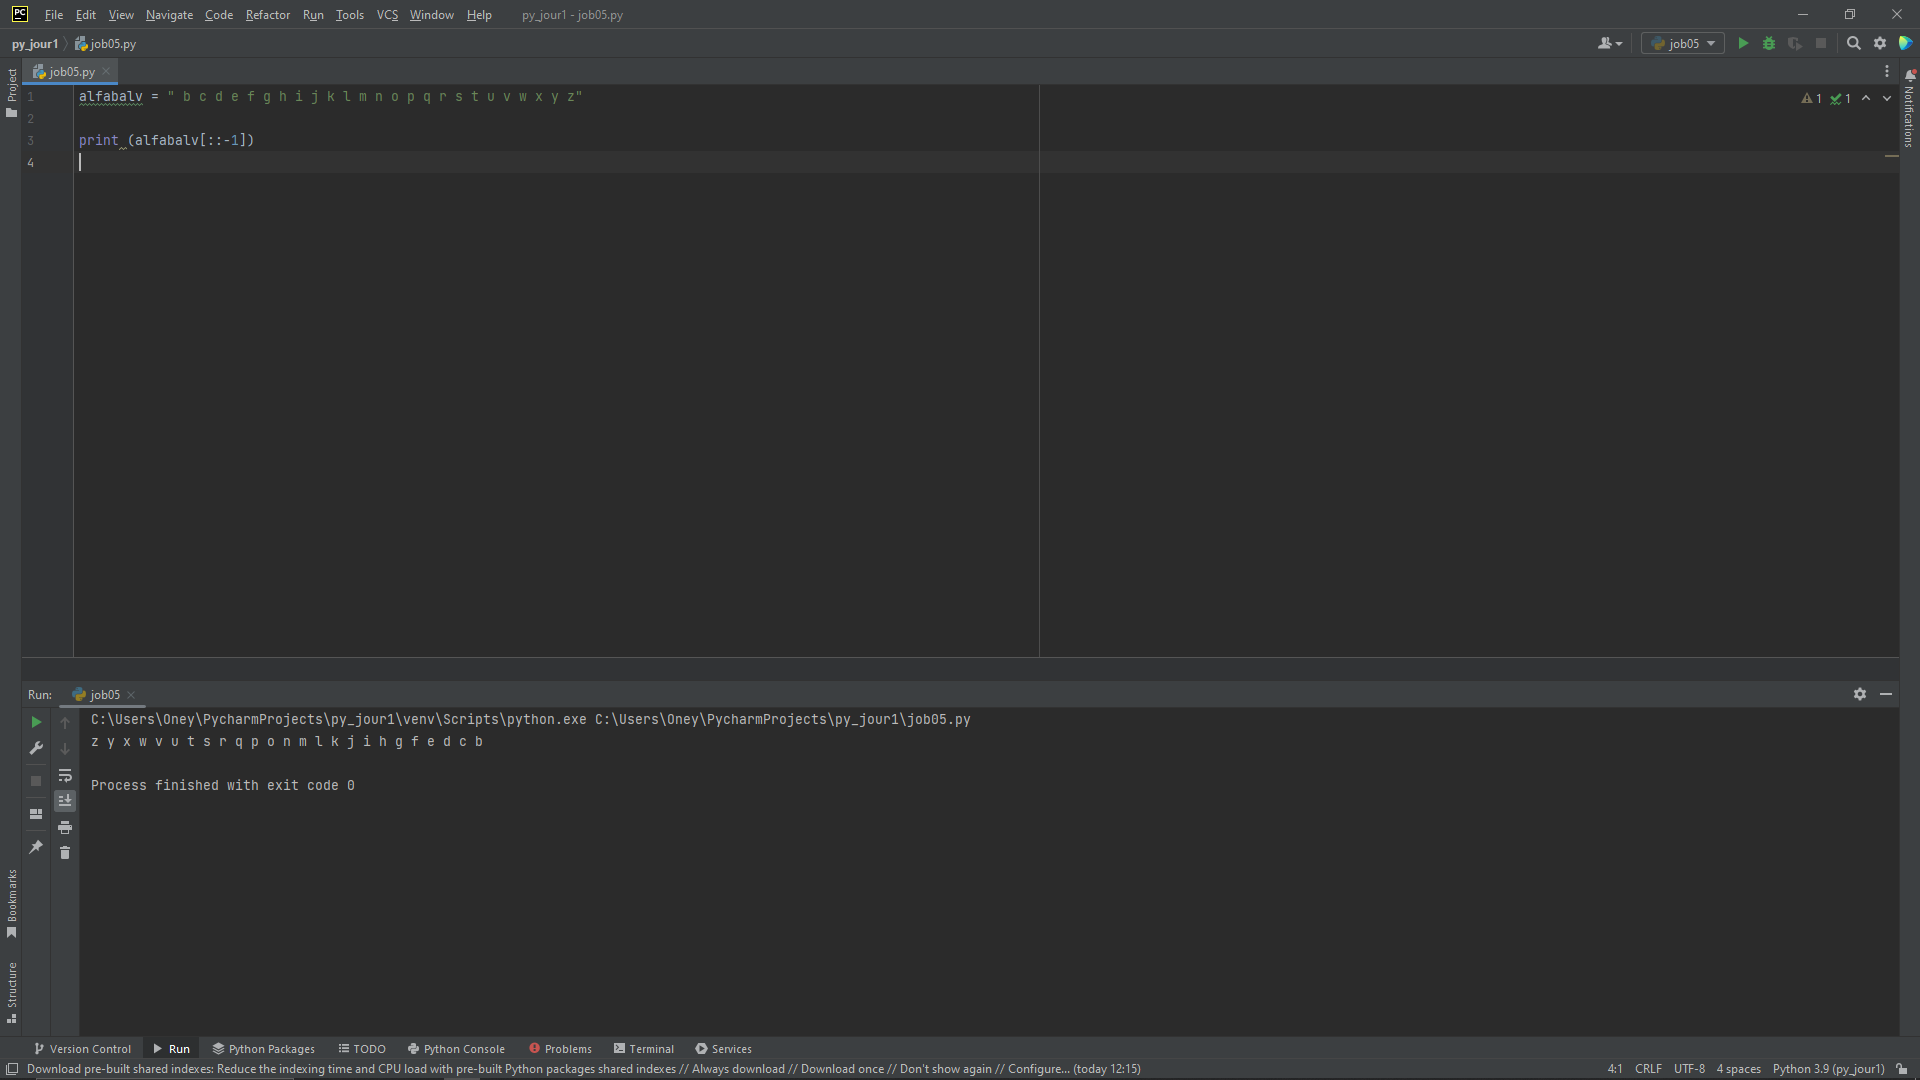 PC File Edit View Navigate Code Refactor Run Tools VCS Window Help py_jour1 - job05.py
py_jour1 job05.py job05
Project
job05.py
Notifications
1 alfabalv = " b c d e f g h i j k l m n o p q r s t u v w x y z" 1 1
2
3 print (alfabalv[::-1])
4
Run: job05
C:\Users\Oney\PycharmProjects\py_jour1\venv\Scripts\python.exe C:\Users\Oney\PycharmProjects\py_jour1\job05.py
z y x w v u t s r q p o n m l k j i h g f e d c b
Process finished with exit code 0
Bookmarks
Structure
Version Control Run Python Packages TODO Python Console Problems Terminal Services
Download pre-built shared indexes: Reduce the indexing time and CPU load with pre-built Python packages shared indexes // Always download // Download once // Don't show again // Configure... (today 12:15) 4:1 CRLF UTF-8 4 spaces Python 3.9 (py_jour1)